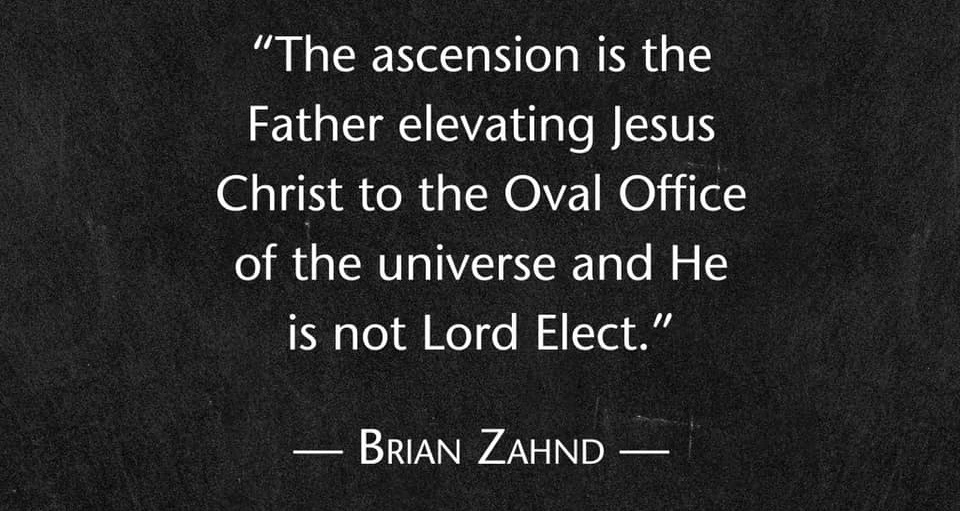 “The ascension is the
Father elevating Jesus
Christ to the Oval Office
of the universe and He
is not Lord Elect.”
— Brian Zahnd —